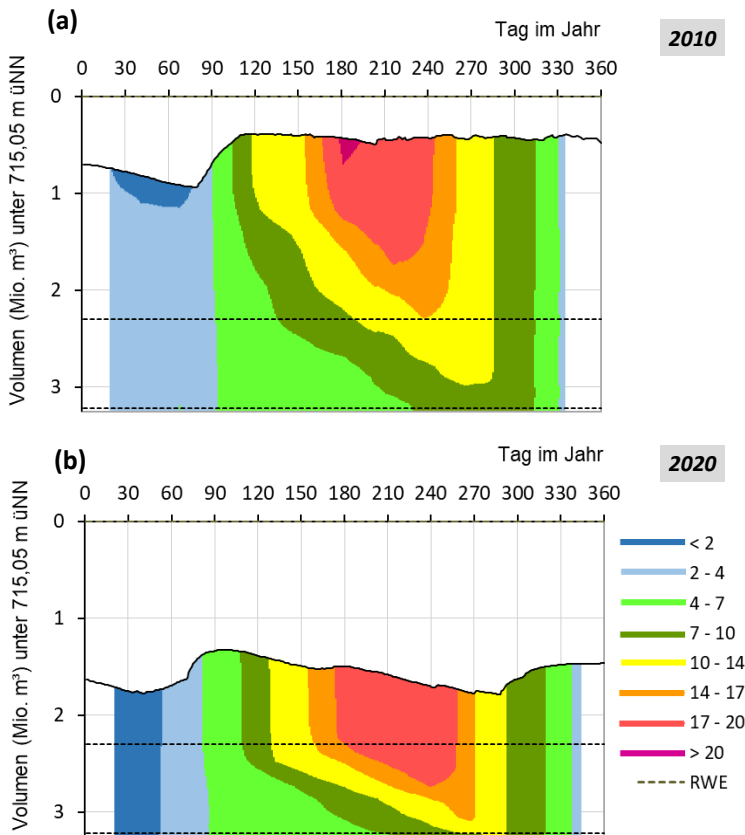 (a)
Tag im Jahr
2010
0 30 60 90 120 150 180 210 240 270 300 330 360
Volumen (Mio. m³) unter 715,05 m üNN
0
1
2
3
(b)
Tag im Jahr
2020
0 30 60 90 120 150 180 210 240 270 300 330 360
Volumen (Mio. m³) unter 715,05 m üNN
0
1
2
3
< 2
2 - 4
4 - 7
7 - 10
10 - 14
14 - 17
17 - 20
> 20
RWE